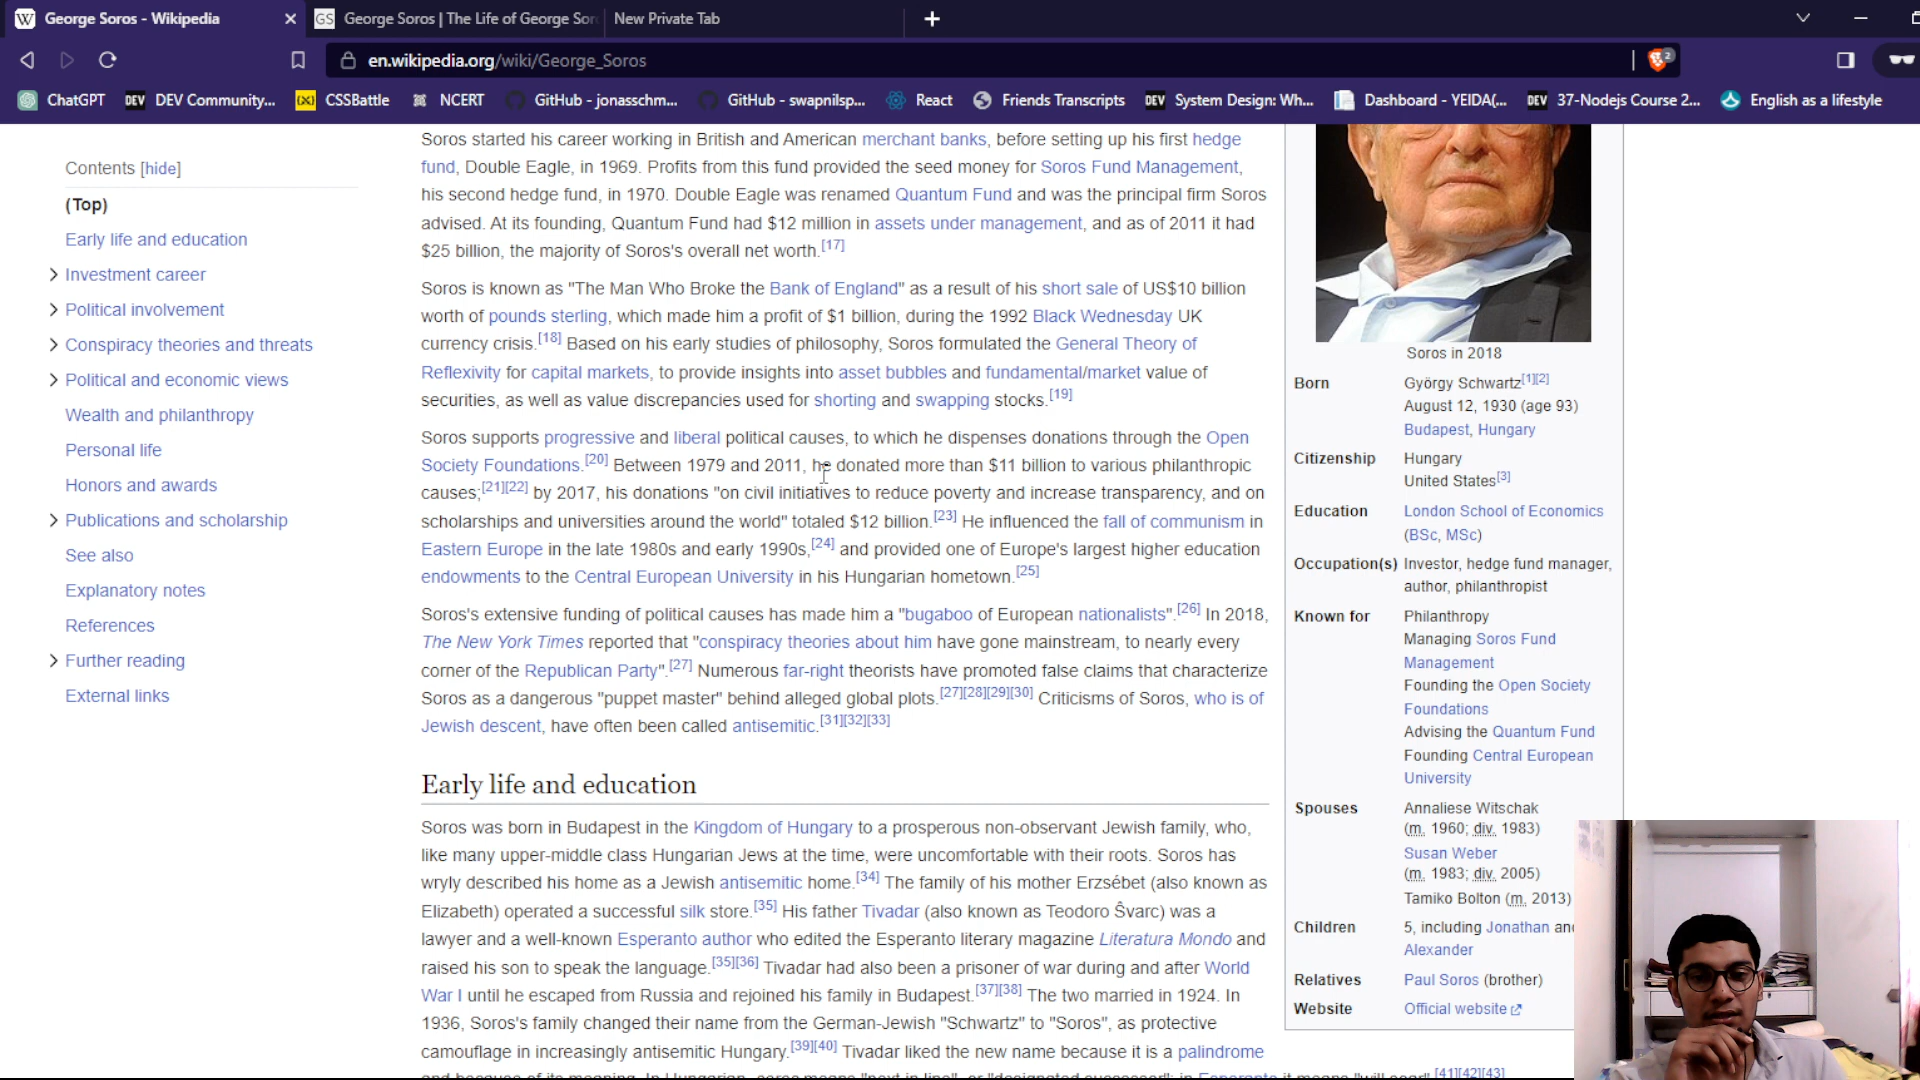 George Soros - Wikipedia
George Soros | The Life of George Sor
New Private Tab
en.wikipedia.org/wiki/George_Soros
2
ChatGPT
DEV Community...
CSSBattle
NCERT
GitHub - jonasschm...
GitHub - swapnilsp...
React
Friends Transcripts
System Design: Wh...
Dashboard - YEIDA(...
37-Nodejs Course 2...
English as a lifestyle
Contents [hide]
(Top)
Early life and education
Investment career
Political involvement
Conspiracy theories and threats
Political and economic views
Wealth and philanthropy
Personal life
Honors and awards
Publications and scholarship
See also
Explanatory notes
References
Further reading
External links
Soros started his career working in British and American merchant banks, before setting up his first hedge
fund, Double Eagle, in 1969. Profits from this fund provided the seed money for Soros Fund Management,
his second hedge fund, in 1970. Double Eagle was renamed Quantum Fund and was the principal firm Soros
advised. At its founding, Quantum Fund had $12 million in assets under management, and as of 2011 it had
$25 billion, the majority of Soros's overall net worth.[17]
Soros is known as "The Man Who Broke the Bank of England" as a result of his short sale of US$10 billion
worth of pounds sterling, which made him a profit of $1 billion, during the 1992 Black Wednesday UK
currency crisis.[18] Based on his early studies of philosophy, Soros formulated the General Theory of
Reflexivity for capital markets, to provide insights into asset bubbles and fundamental/market value of
securities, as well as value discrepancies used for shorting and swapping stocks.[19]
Soros supports progressive and liberal political causes, to which he dispenses donations through the Open
Society Foundations.[20] Between 1979 and 2011, he donated more than $11 billion to various philanthropic
causes;[21][22] by 2017, his donations "on civil initiatives to reduce poverty and increase transparency, and on
scholarships and universities around the world" totaled $12 billion.[23] He influenced the fall of communism in
Eastern Europe in the late 1980s and early 1990s,[24] and provided one of Europe's largest higher education
endowments to the Central European University in his Hungarian hometown.[25]
Soros's extensive funding of political causes has made him a "bugaboo of European nationalists".[26] In 2018,
The New York Times reported that "conspiracy theories about him have gone mainstream, to nearly every
corner of the Republican Party".[27] Numerous far-right theorists have promoted false claims that characterize
Soros as a dangerous "puppet master" behind alleged global plots.[27][28][29][30] Criticisms of Soros, who is of
Jewish descent, have often been called antisemitic.[31][32][33]
Early life and education
Soros was born in Budapest in the Kingdom of Hungary to a prosperous non-observant Jewish family, who,
like many upper-middle class Hungarian Jews at the time, were uncomfortable with their roots. Soros has
wryly described his home as a Jewish antisemitic home.[34] The family of his mother Erzsébet (also known as
Elizabeth) operated a successful silk store.[35] His father Tivadar (also known as Teodoro Ŝvarc) was a
lawyer and a well-known Esperanto author who edited the Esperanto literary magazine Literatura Mondo and
raised his son to speak the language.[35][36] Tivadar had also been a prisoner of war during and after World
War I until he escaped from Russia and rejoined his family in Budapest.[37][38] The two married in 1924. In
1936, Soros's family changed their name from the German-Jewish "Schwartz" to "Soros", as protective
camouflage in increasingly antisemitic Hungary.[39][40] Tivadar liked the new name because it is a palindrome
[41][42][43]
Soros in 2018
Born György Schwartz[1][2]
August 12, 1930 (age 93)
Budapest, Hungary
Citizenship Hungary
United States[3]
Education London School of Economics
(BSc, MSc)
Occupation(s) Investor, hedge fund manager,
author, philanthropist
Known for Philanthropy
Managing Soros Fund
Management
Founding the Open Society
Foundations
Advising the Quantum Fund
Founding Central European
University
Spouses Annaliese Witschak
(m. 1960; div. 1983)
Susan Weber
(m. 1983; div. 2005)
Tamiko Bolton (m. 2013)
Children 5, including Jonathan and
Alexander
Relatives Paul Soros (brother)
Website Official website